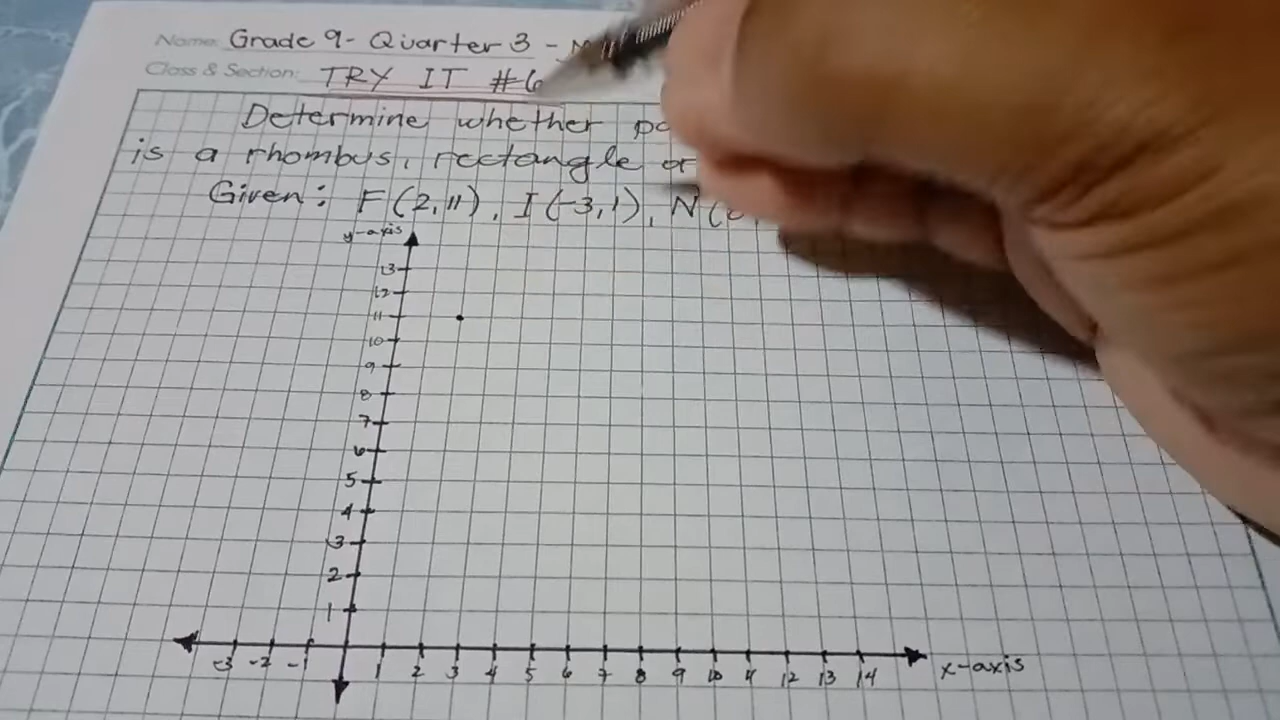 Name: Grade 9- Quarter 3 -
Class & Section: TRY IT #6
Determine whether
is a rhombus, rectangle or
Given: F(2,11), I(-3,1), N(
y-axis
13
12
11
10
9
8
7
6
5
4
3
2
1
-3 -2 -1 1 2 3 4 5 6 7 8 9 10 11 12 13 14 x-axis